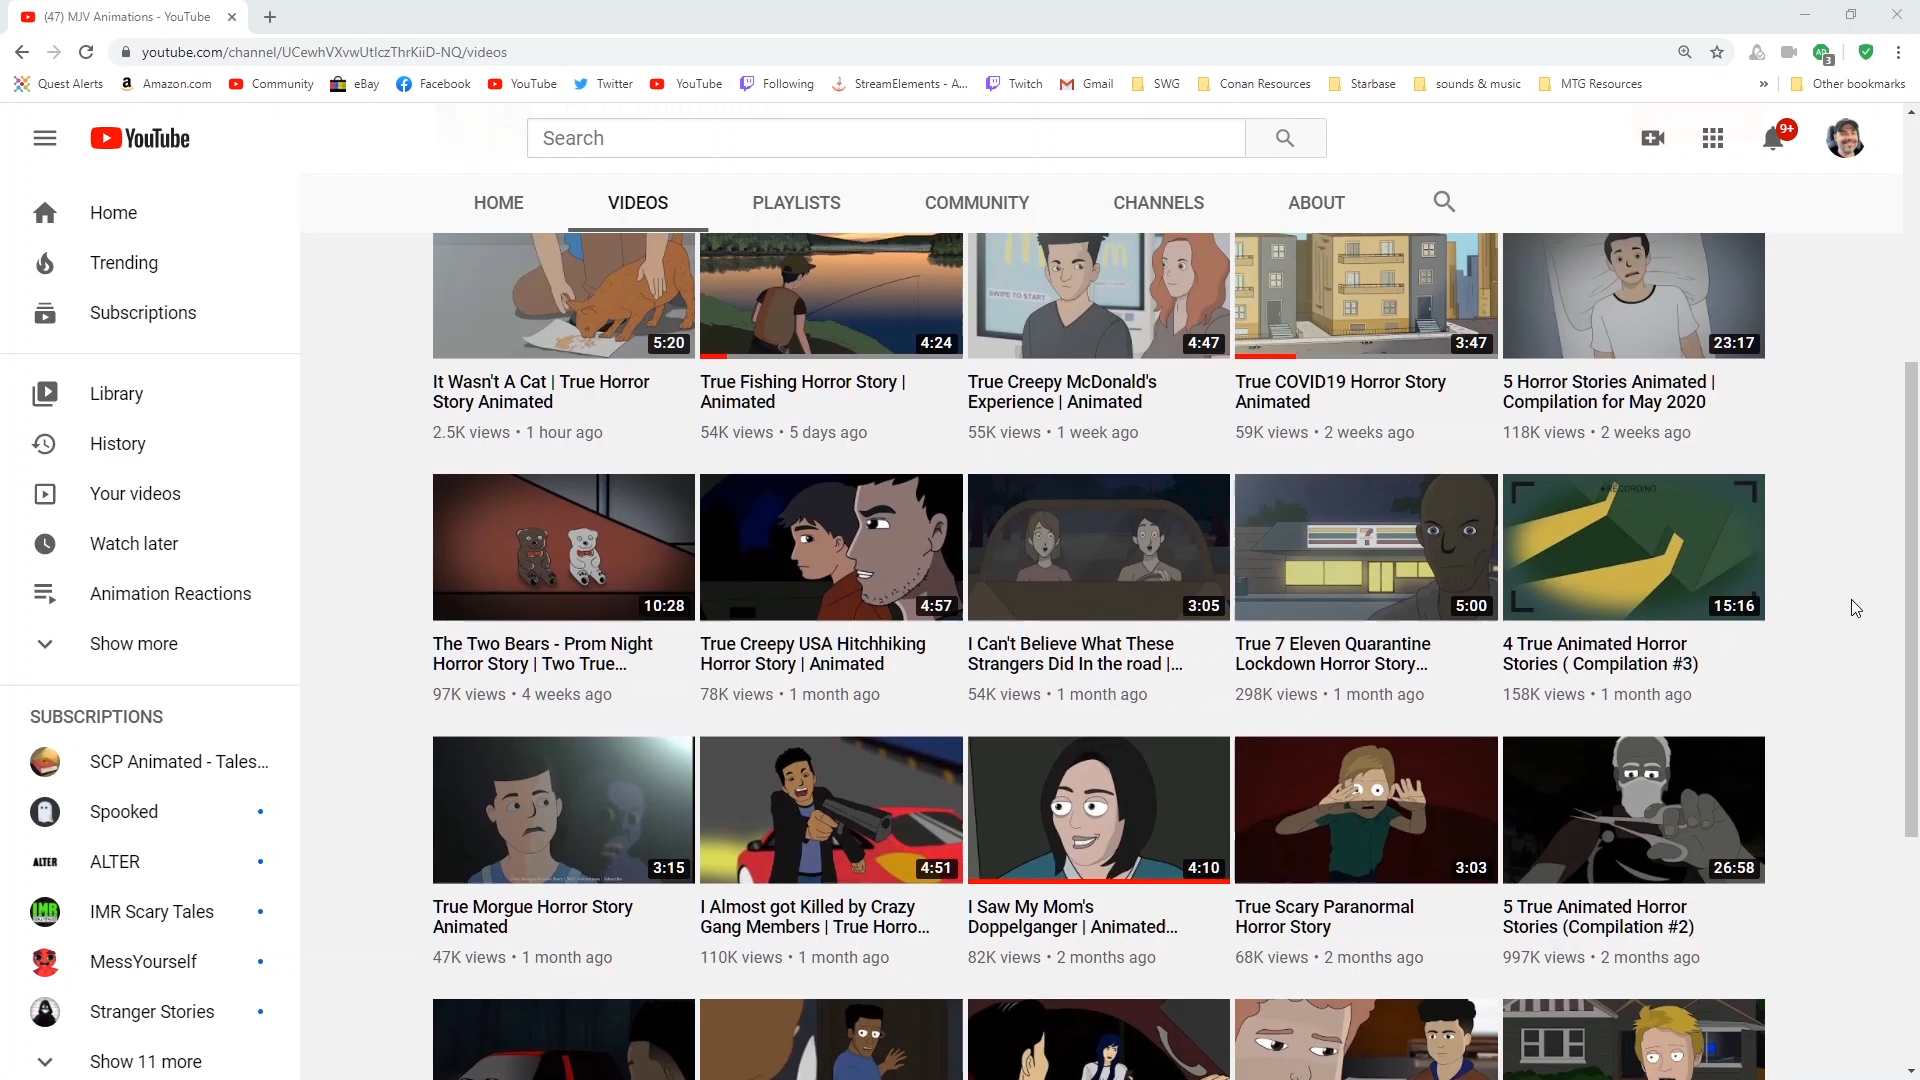 (47) MJV Animations - YouTube
youtube.com/channel/UCewhVXvwUtIczThrKiiD-NQ/videos
3
Quest Alerts
Amazon.com
Community
eBay
Facebook
YouTube
Twitter
YouTube
Following
StreamElements - A...
Twitch
Gmail
SWG
Conan Resources
Starbase
sounds & music
MTG Resources
»
Other bookmarks
YouTube
Search
9+
HOME
VIDEOS
PLAYLISTS
COMMUNITY
CHANNELS
ABOUT
Home
Trending
Subscriptions
Library
History
Your videos
Watch later
Animation Reactions
Show more
SUBSCRIPTIONS
SCP Animated - Tales...
Spooked
ALTER
ALTER
IMR
IMR Scary Tales
MessYourself
Stranger Stories
Show 11 more
5:20
It Wasn't A Cat | True Horror
Story Animated
2.5K views • 1 hour ago
4:24
True Fishing Horror Story |
Animated
54K views • 5 days ago
SWIPE TO START
4:47
True Creepy McDonald's
Experience | Animated
55K views • 1 week ago
3:47
True COVID19 Horror Story
Animated
59K views • 2 weeks ago
23:17
5 Horror Stories Animated |
Compilation for May 2020
118K views • 2 weeks ago
10:28
The Two Bears - Prom Night
Horror Story | Two True...
97K views • 4 weeks ago
4:57
True Creepy USA Hitchhiking
Horror Story | Animated
78K views • 1 month ago
3:05
I Can't Believe What These
Strangers Did In the road |...
54K views • 1 month ago
7
5:00
True 7 Eleven Quarantine
Lockdown Horror Story...
298K views • 1 month ago
RECORDING
15:16
4 True Animated Horror
Stories ( Compilation #3)
158K views • 1 month ago
3:15
True Morgue Horror Story
Animated
47K views • 1 month ago
4:51
I Almost got Killed by Crazy
Gang Members | True Horro...
110K views • 1 month ago
4:10
I Saw My Mom's
Doppelganger | Animated...
82K views • 2 months ago
3:03
True Scary Paranormal
Horror Story
68K views • 2 months ago
26:58
5 True Animated Horror
Stories (Compilation #2)
997K views • 2 months ago